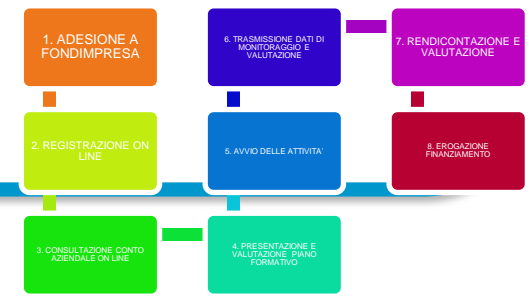 1. ADESIONE A
FONDIMPRESA
2. REGISTRAZIONE ON
LINE
3. CONSULTAZIONE CONTO
AZIENDALE ON LINE
4. PRESENTAZIONE E
VALUTAZIONE PIANO
FORMATIVO
5. AVVIO DELLE ATTIVITA'
6. TRASMISSIONE DATI DI
MONITORAGGIO E
VALUTAZIONE
7. RENDICONTAZIONE E
VALUTAZIONE
8. EROGAZIONE
FINANZIAMENTO